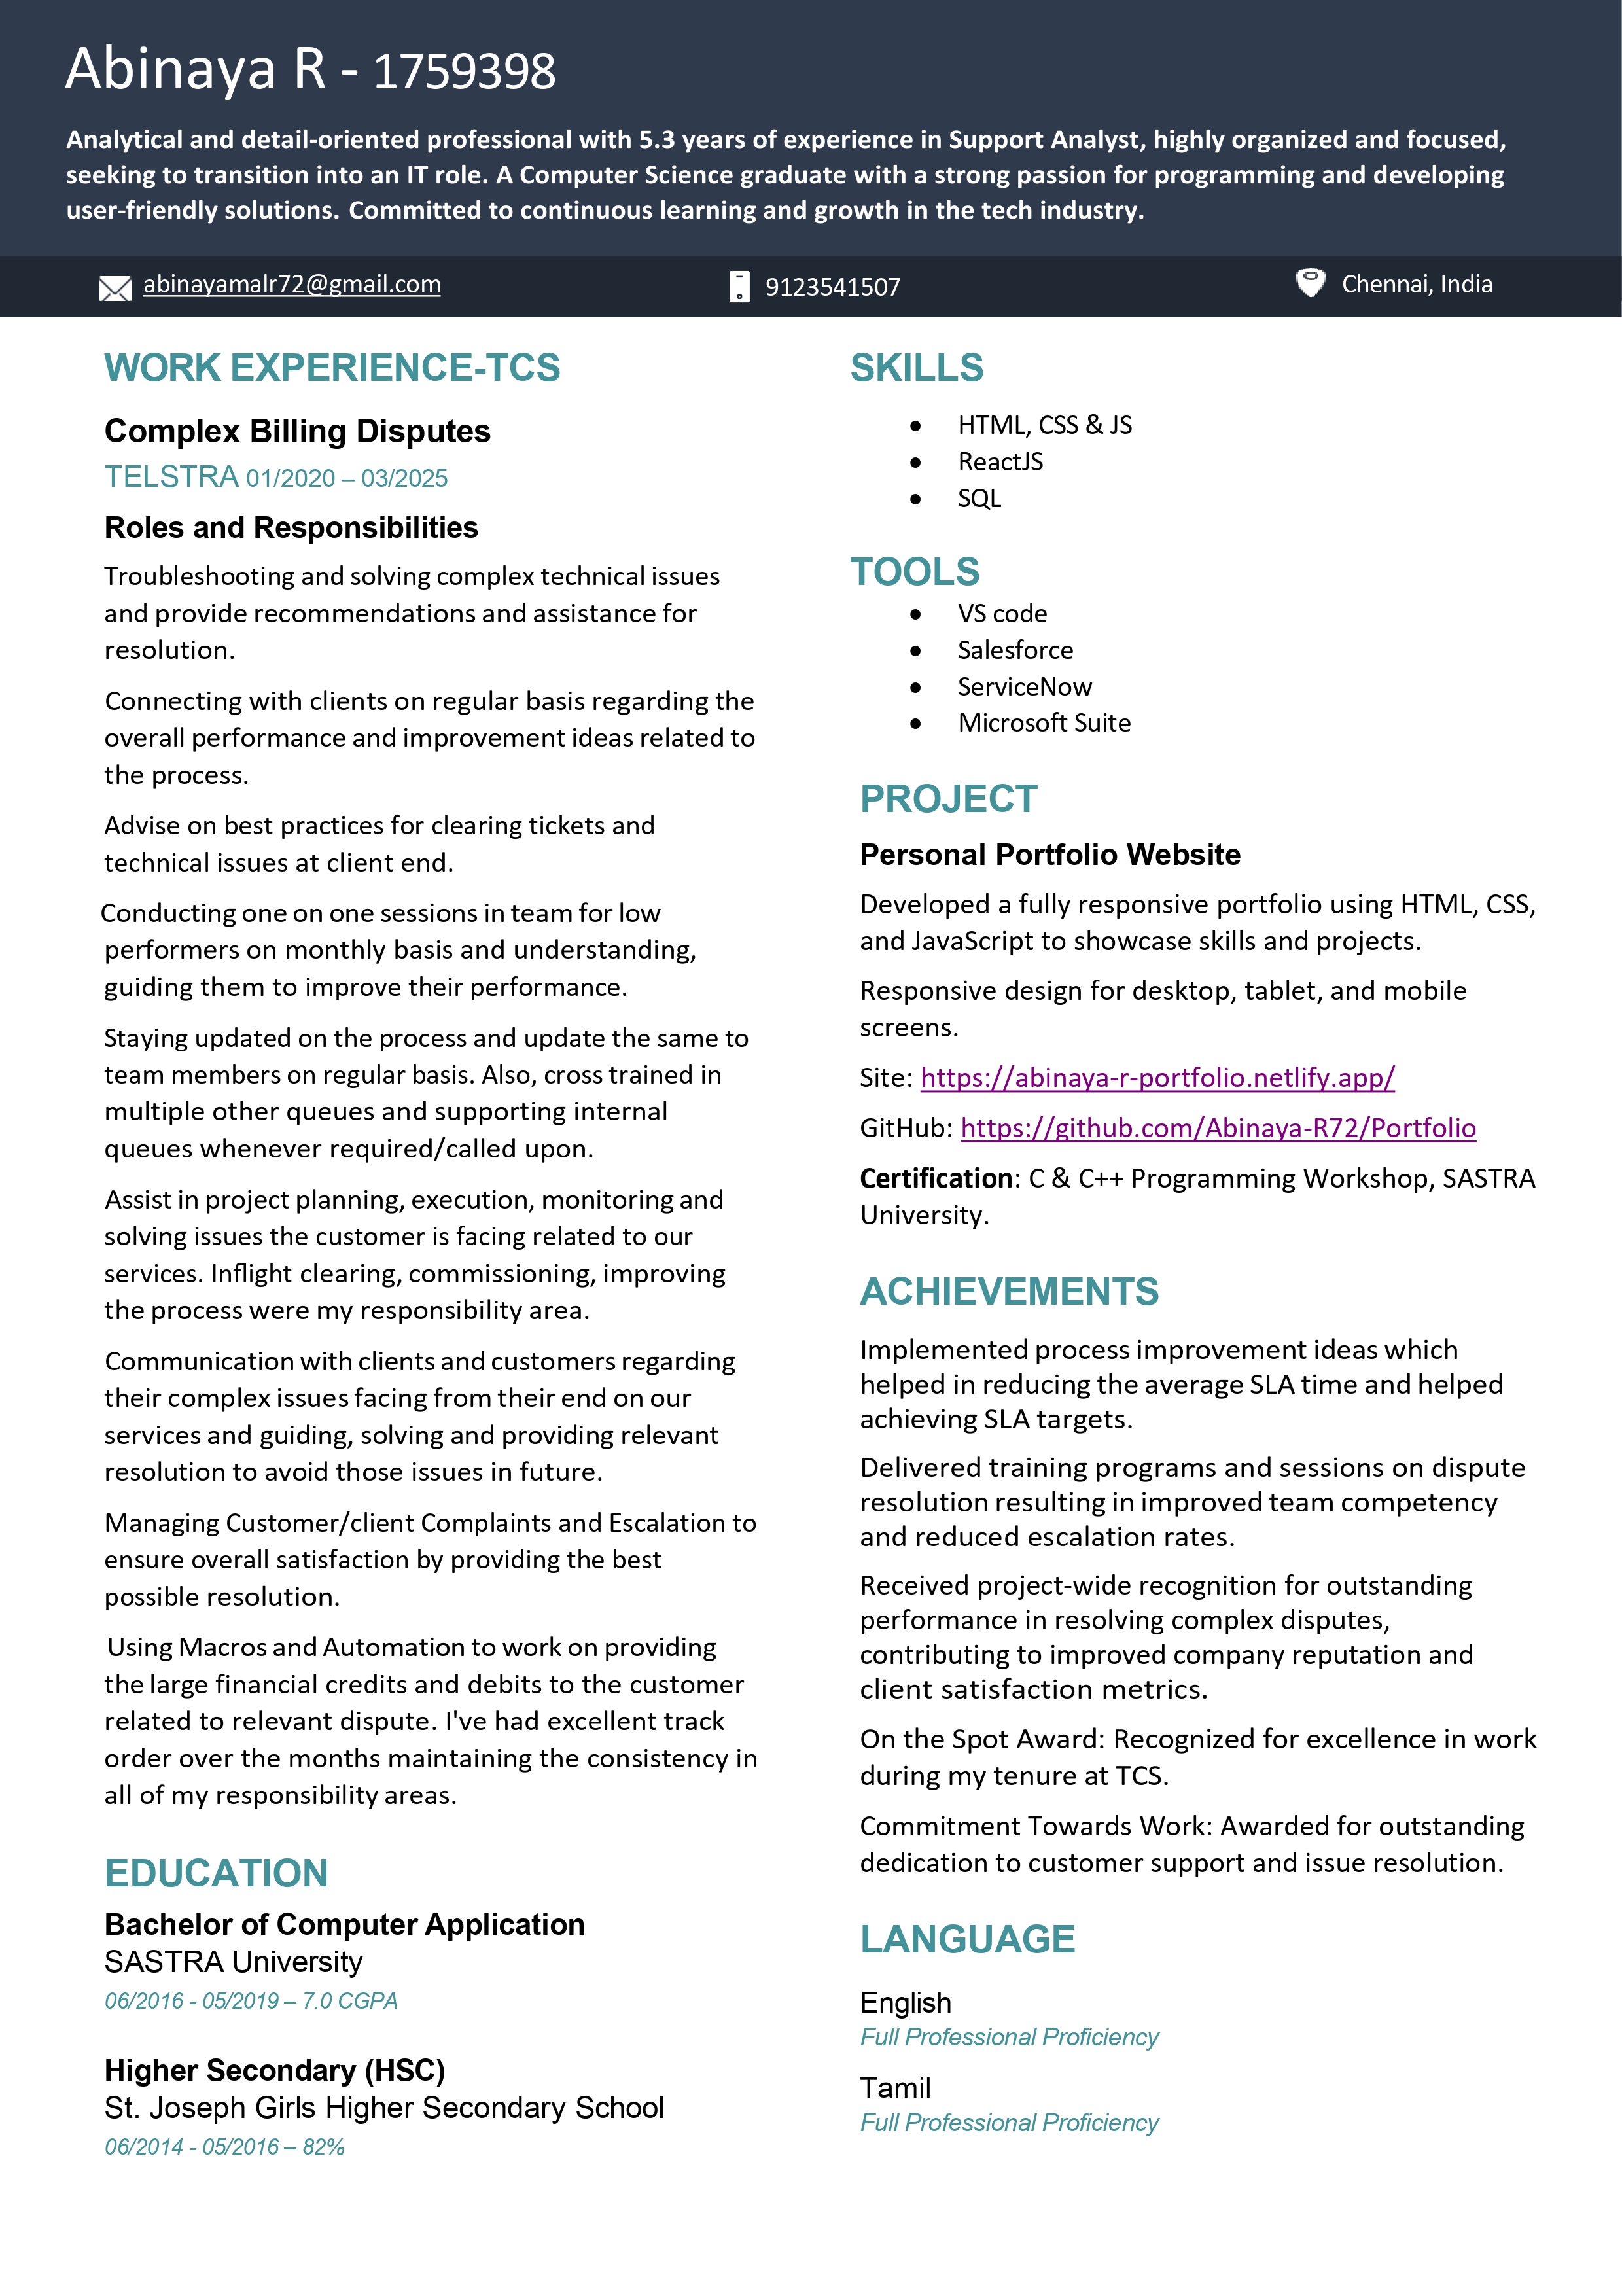 Abinaya R - 1759398
Analytical and detail-oriented professional with 5.3 years of experience in Support Analyst, highly organized and focused,
seeking to transition into an IT role. A Computer Science graduate with a strong passion for programming and developing
user-friendly solutions. Committed to continuous learning and growth in the tech industry.
abinayamalr72@gmail.com
9123541507
Chennai, India
WORK EXPERIENCE-TCS
Complex Billing Disputes
TELSTRA 01/2020 – 03/2025
Roles and Responsibilities
Troubleshooting and solving complex technical issues
and provide recommendations and assistance for
resolution.
Connecting with clients on regular basis regarding the
overall performance and improvement ideas related to
the process.
Advise on best practices for clearing tickets and
technical issues at client end.
Conducting one on one sessions in team for low
performers on monthly basis and understanding,
guiding them to improve their performance.
Staying updated on the process and update the same to
team members on regular basis. Also, cross trained in
multiple other queues and supporting internal
queues whenever required/called upon.
Assist in project planning, execution, monitoring and
solving issues the customer is facing related to our
services. Inflight clearing, commissioning, improving
the process were my responsibility area.
Communication with clients and customers regarding
their complex issues facing from their end on our
services and guiding, solving and providing relevant
resolution to avoid those issues in future.
Managing Customer/client Complaints and Escalation to
ensure overall satisfaction by providing the best
possible resolution.
Using Macros and Automation to work on providing
the large financial credits and debits to the customer
related to relevant dispute. I've had excellent track
order over the months maintaining the consistency in
all of my responsibility areas.
EDUCATION
Bachelor of Computer Application
SASTRA University
06/2016 - 05/2019 – 7.0 CGPA
Higher Secondary (HSC)
St. Joseph Girls Higher Secondary School
06/2014 - 05/2016 – 82%
SKILLS
• HTML, CSS & JS
• ReactJS
• SQL
TOOLS
• VS code
• Salesforce
• ServiceNow
• Microsoft Suite
PROJECT
Personal Portfolio Website
Developed a fully responsive portfolio using HTML, CSS,
and JavaScript to showcase skills and projects.
Responsive design for desktop, tablet, and mobile
screens.
Site: https://abinaya-r-portfolio.netlify.app/
GitHub: https://github.com/Abinaya-R72/Portfolio
Certification: C & C++ Programming Workshop, SASTRA
University.
ACHIEVEMENTS
Implemented process improvement ideas which
helped in reducing the average SLA time and helped
achieving SLA targets.
Delivered training programs and sessions on dispute
resolution resulting in improved team competency
and reduced escalation rates.
Received project-wide recognition for outstanding
performance in resolving complex disputes,
contributing to improved company reputation and
client satisfaction metrics.
On the Spot Award: Recognized for excellence in work
during my tenure at TCS.
Commitment Towards Work: Awarded for outstanding
dedication to customer support and issue resolution.
LANGUAGE
English
Full Professional Proficiency
Tamil
Full Professional Proficiency